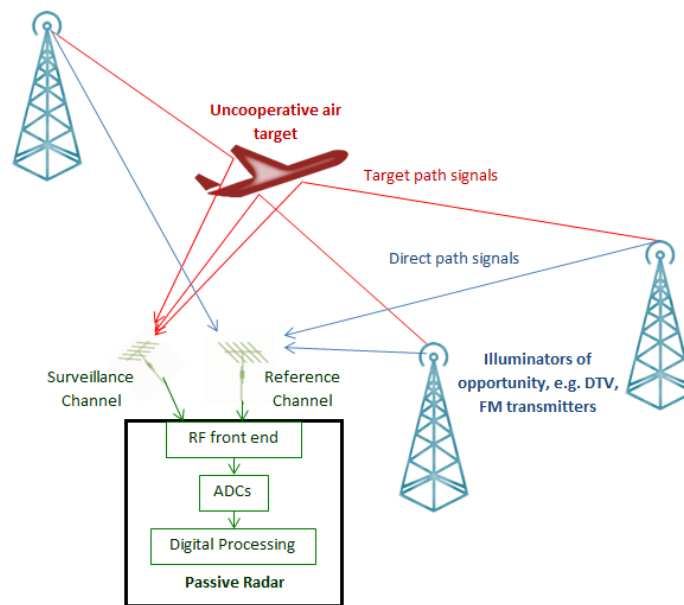 Uncooperative air
target
Target path signals
Direct path signals
Surveillance
Channel
Reference
Channel
Illuminators of
opportunity, e.g. DTV,
FM transmitters
RF front end
ADCs
Digital Processing
Passive Radar